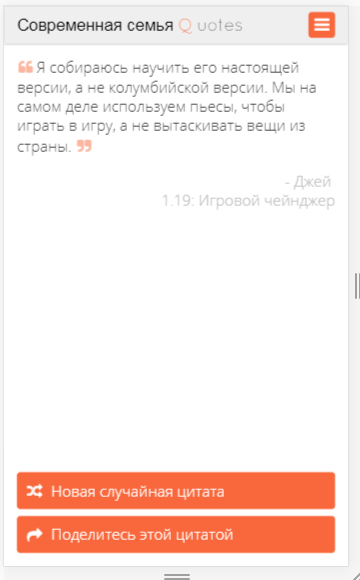 Современная семья Quotes
Я собираюсь научить его настоящей
версии, а не колумбийской версии. Мы на
самом деле используем пьесы, чтобы
играть в игру, а не вытаскивать вещи из
страны.
- Джей
1.19: Игровой чейнджер
Новая случайная цитата
Поделитесь этой цитатой